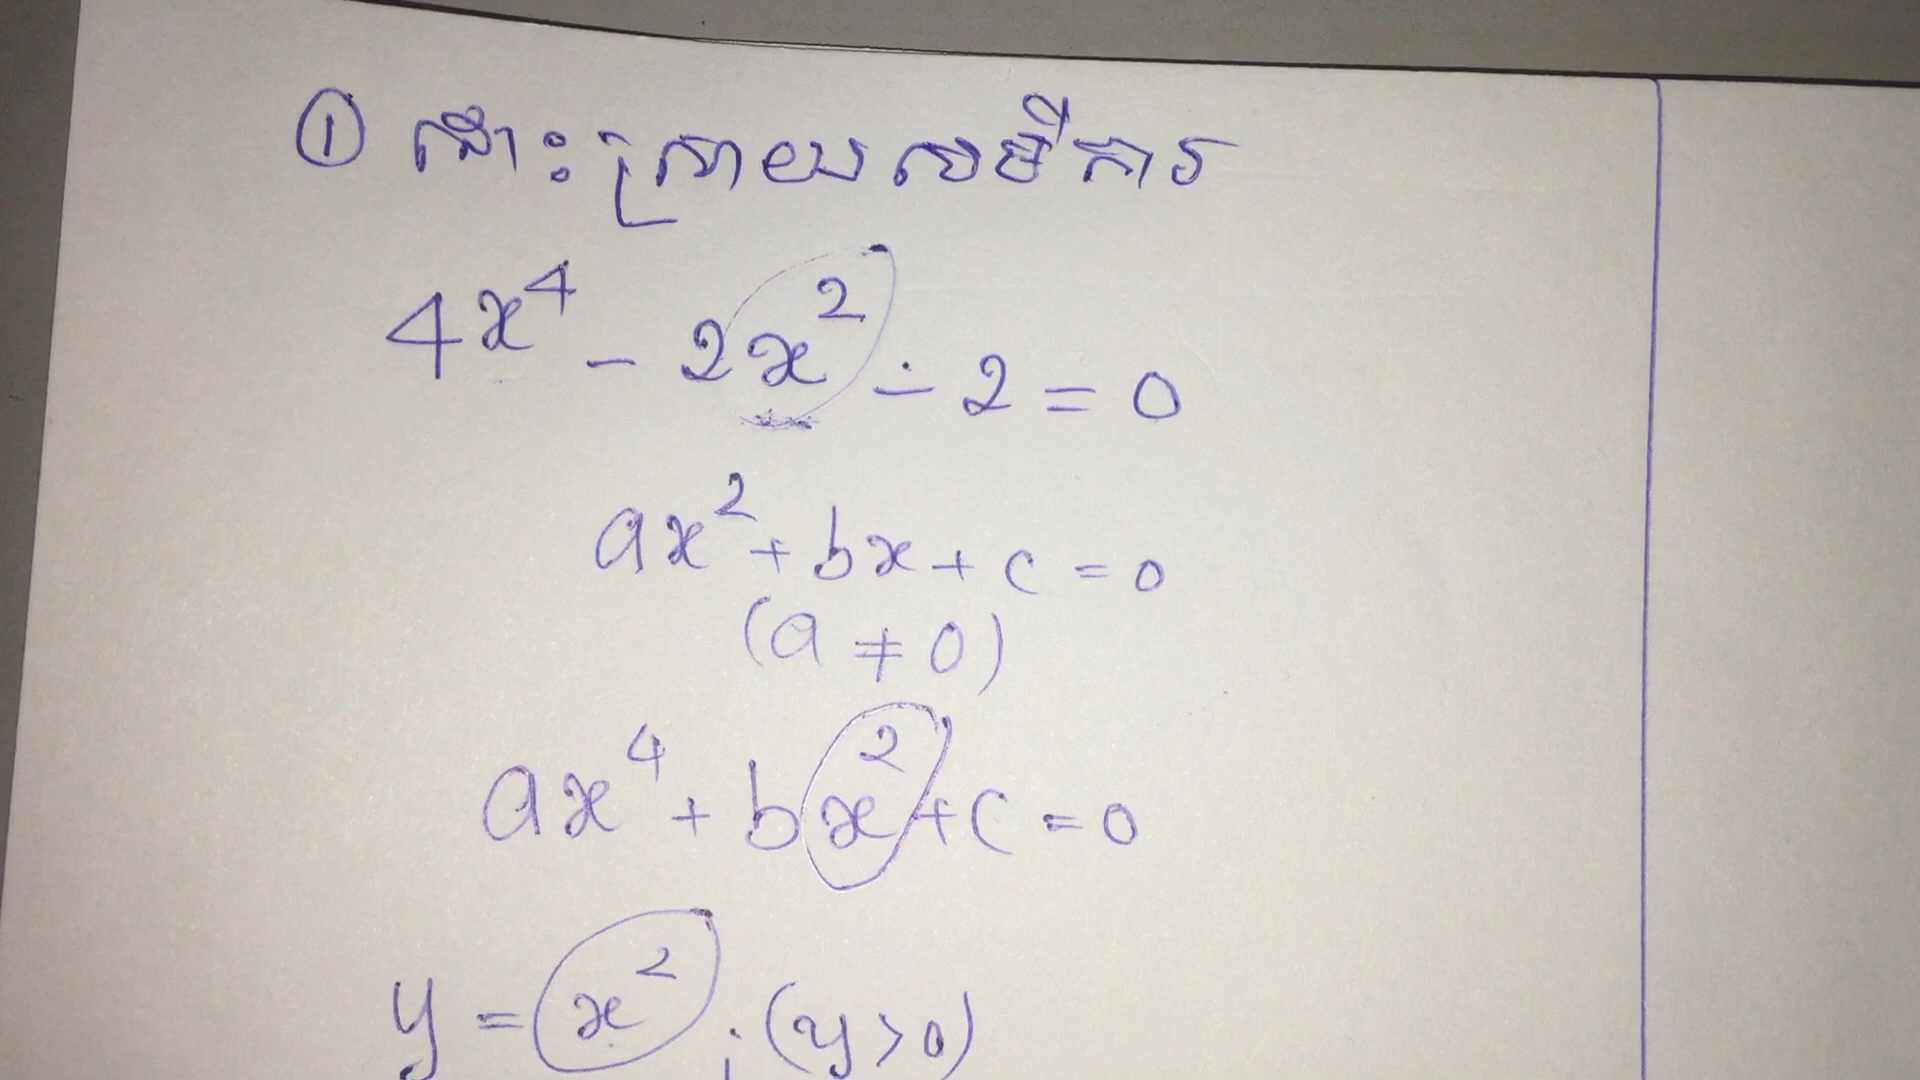 ① ដោះស្រាយសមីការ
4x⁴ - 2x² - 2 = 0
ax² + bx + c = 0
(a ≠ 0)
ax⁴ + bx² + c = 0
y = x² ; (y > 0)